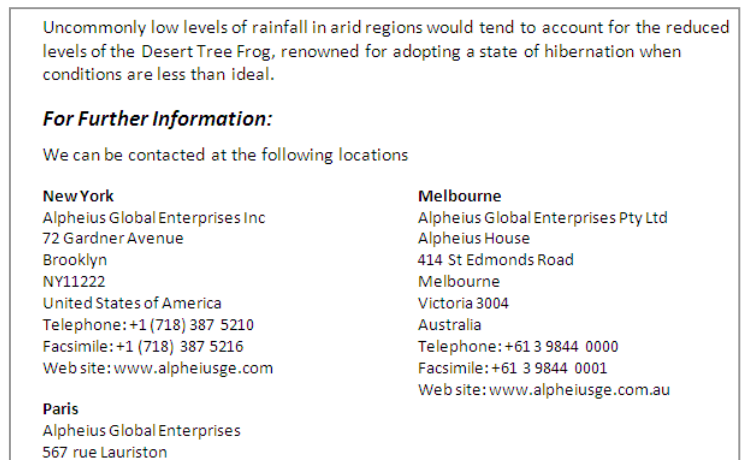 Uncommonly low levels of rainfall in arid regions would tend to account for the reduced
levels of the Desert Tree Frog, renowned for adopting a state of hibernation when
conditions are less than ideal.
For Further Information:
We can be contacted at the following locations
New York
Alpheius Global Enterprises Inc
72 Gardner Avenue
Brooklyn
NY11222
United States of America
Telephone: +1 (718) 387 5210
Facsimile: +1 (718) 387 5216
Web site: www.alpheiusge.com
Paris
Alpheius Global Enterprises
567 rue Lauriston
Melbourne
Alpheius Global Enterprises Pty Ltd
Alpheius House
414 St Edmonds Road
Melbourne
Victoria 3004
Australia
Telephone: +61 3 9844 0000
Facsimile: +61 3 9844 0001
Web site: www.alpheiusge.com.au